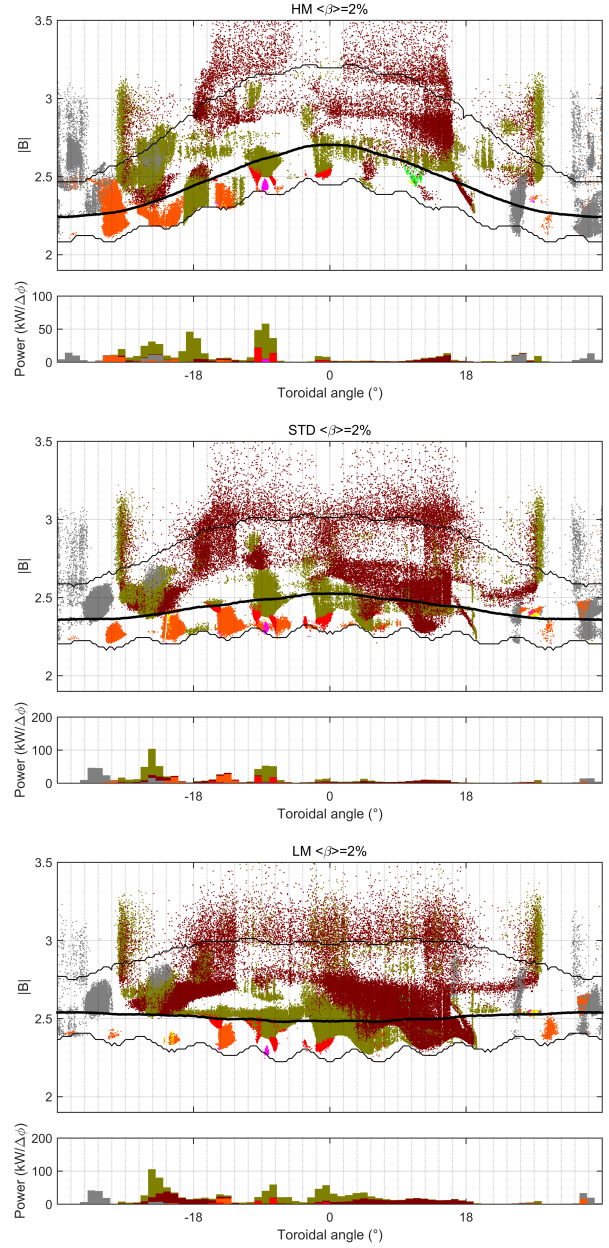 HM <β>=2%
3.5
3
2.5
2
|B|
100
50
0
Power (kW/Δϕ)
-18 0 18
Toroidal angle (°)
STD <β>=2%
3.5
3
2.5
2
|B|
200
100
0
Power (kW/Δϕ)
-18 0 18
Toroidal angle (°)
LM <β>=2%
3.5
3
2.5
2
|B|
200
100
0
Power (kW/Δϕ)
-18 0 18
Toroidal angle (°)